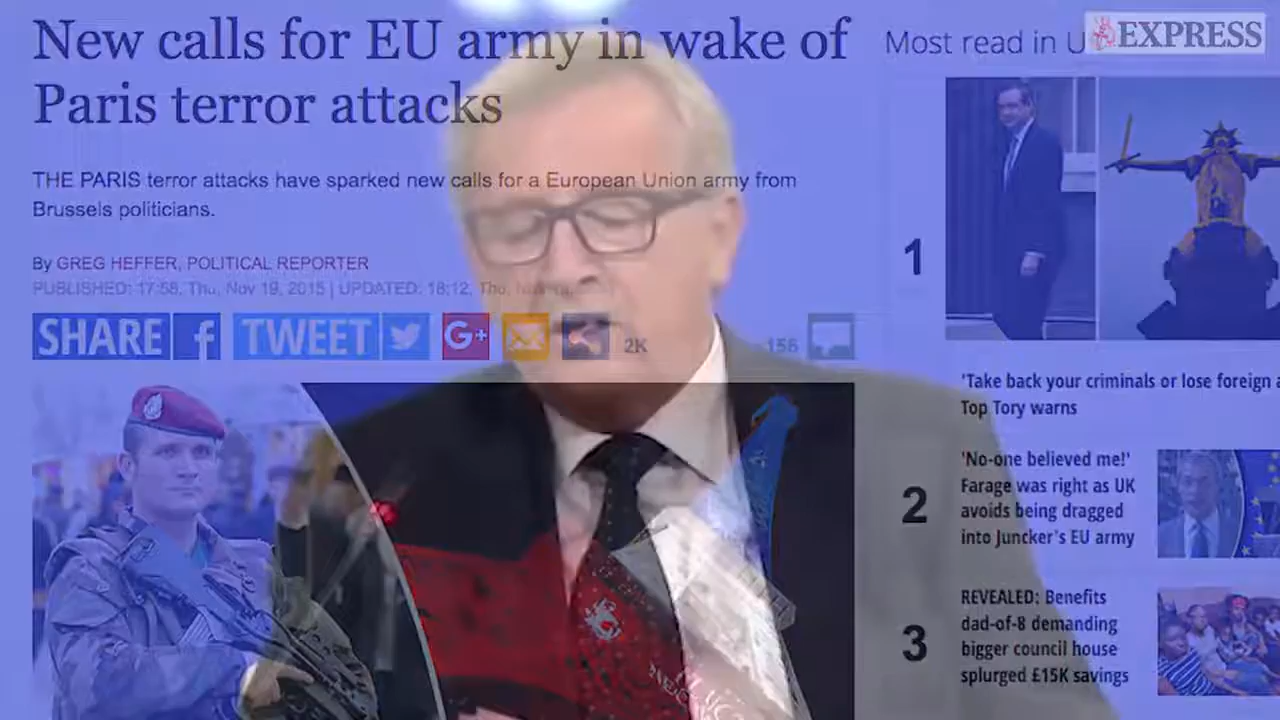 New calls for EU army in wake of
Paris terror attacks
THE PARIS terror attacks have sparked new calls for a European Union army from
Brussels politicians.
By GREG HEFFER, POLITICAL REPORTER
PUBLISHED: 17:58, Thu, Nov 19, 2015 | UPDATED: 18:12, Thu,
SHARE TWEET G+ 2K 156
Most read in U
EXPRESS
1
'Take back your criminals or lose foreign a
Top Tory warns
2
'No-one believed me!'
Farage was right as UK
avoids being dragged
into Juncker's EU army
3
REVEALED: Benefits
dad-of-8 demanding
bigger council house
splurged £15K savings